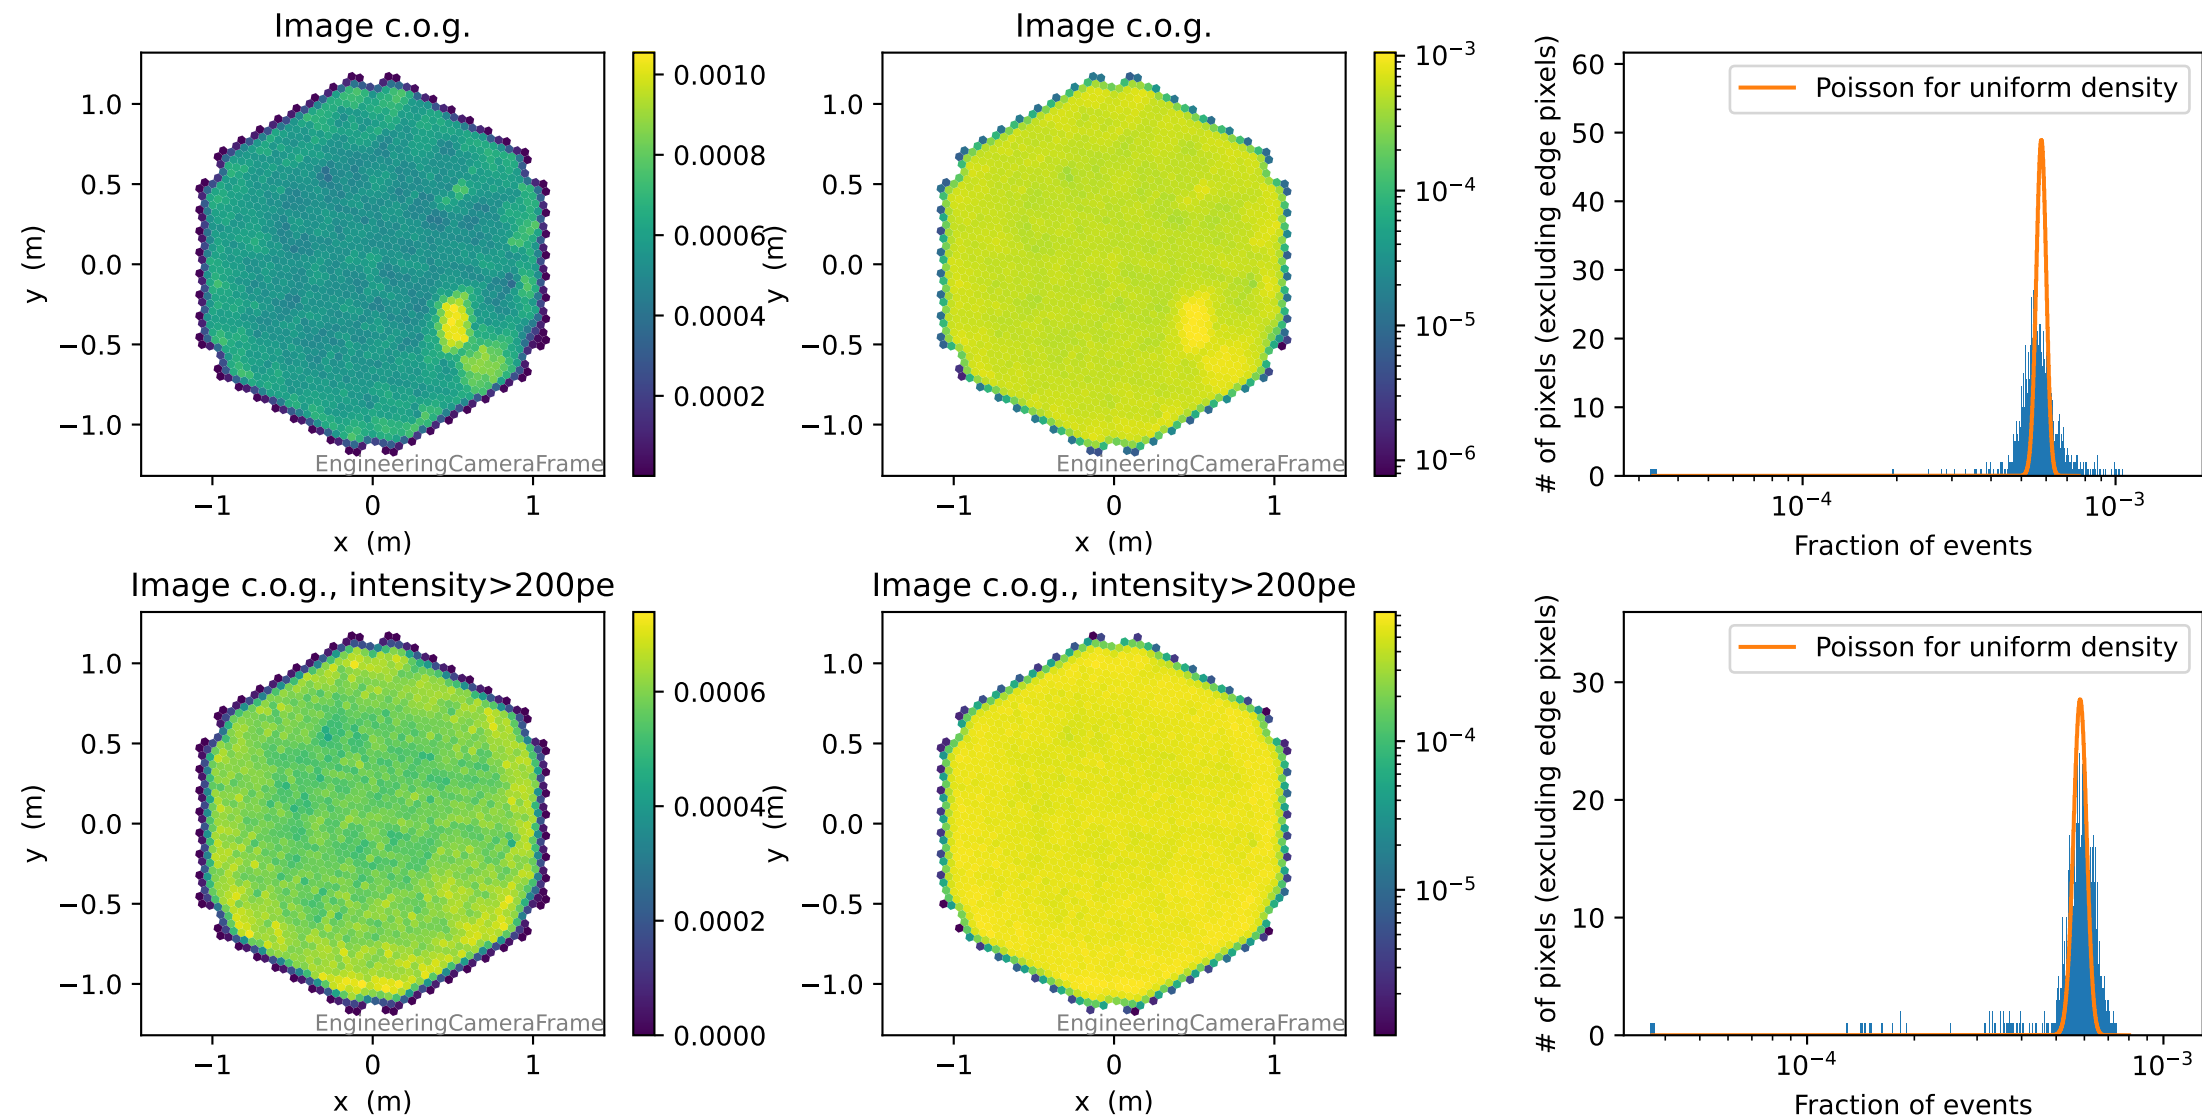 Image c.o.g.
1.0
0.5
0.0
−0.5
−1.0
y (m)
−1
0
1
x (m)
EngineeringCameraFrame
0.0010
0.0008
0.0006
0.0004
0.0002
Image c.o.g.
1.0
0.5
0.0
−0.5
−1.0
y (m)
−1
0
1
x (m)
EngineeringCameraFrame
10⁻³
10⁻⁴
10⁻⁵
10⁻⁶
# of pixels (excluding edge pixels)
60
50
40
30
20
10
0
Poisson for uniform density
10⁻⁴
10⁻³
Fraction of events
Image c.o.g., intensity>200pe
1.0
0.5
0.0
−0.5
−1.0
y (m)
−1
0
1
x (m)
EngineeringCameraFrame
0.0006
0.0004
0.0002
0.0000
Image c.o.g., intensity>200pe
1.0
0.5
0.0
−0.5
−1.0
y (m)
−1
0
1
x (m)
EngineeringCameraFrame
10⁻⁴
10⁻⁵
# of pixels (excluding edge pixels)
30
20
10
0
Poisson for uniform density
10⁻⁴
10⁻³
Fraction of events